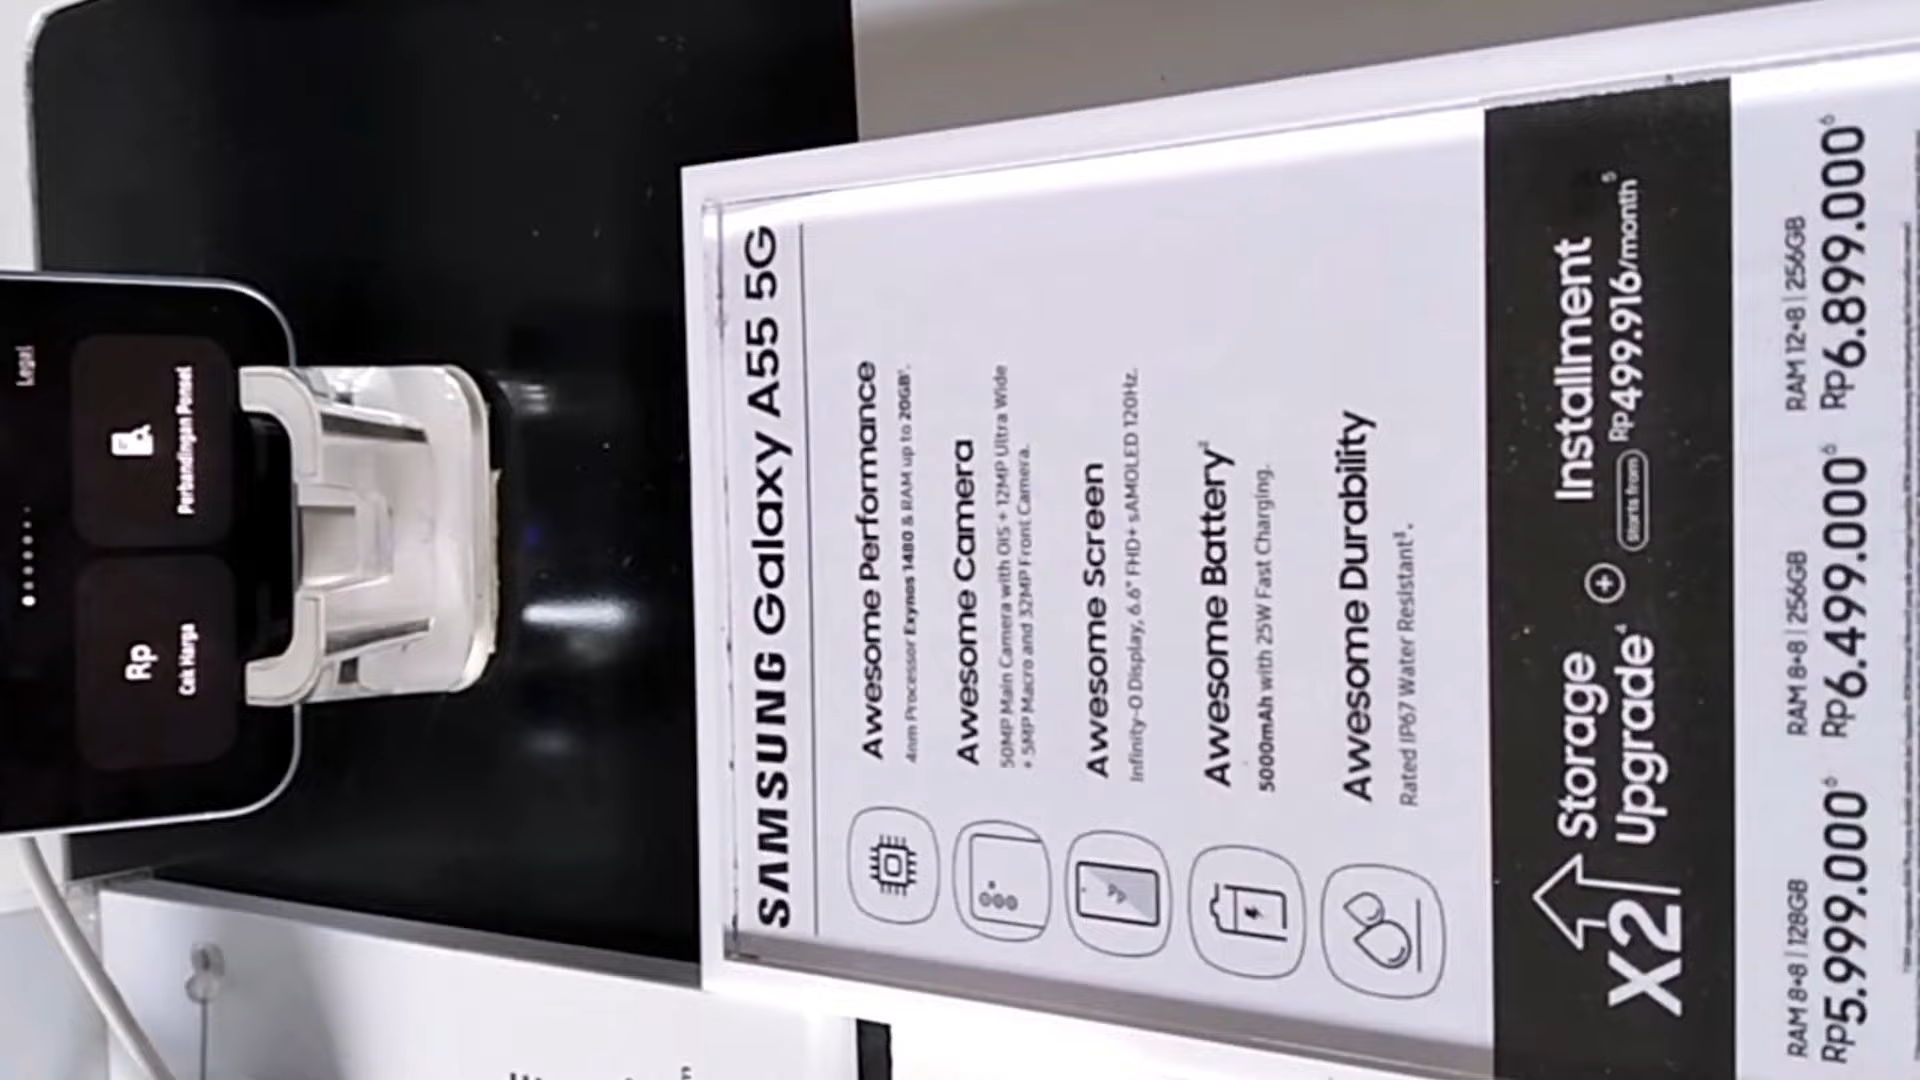 Legal
Rp
Cek Harga
Perbandingan Ponsel
SAMSUNG Galaxy A55 5G
Awesome Performance
4nm Processor Exynos 1480 & RAM up to 20GB¹.
Awesome Camera
50MP Main Camera with OIS + 12MP Ultra Wide
+ 5MP Macro and 32MP Front Camera.
Awesome Screen
Infinity-O Display, 6.6" FHD+ sAMOLED 120Hz.
Awesome Battery²
5000mAh with 25W Fast Charging.
Awesome Durability
Rated IP67 Water Resistant³.
X2 Storage Upgrade⁴ + Installment
Starts from Rp499.916/month⁵
RAM 8+8 | 128GB
Rp5.999.000⁶
RAM 8+8 | 256GB
Rp6.499.000⁶
RAM 12+8 | 256GB
Rp6.899.000⁶